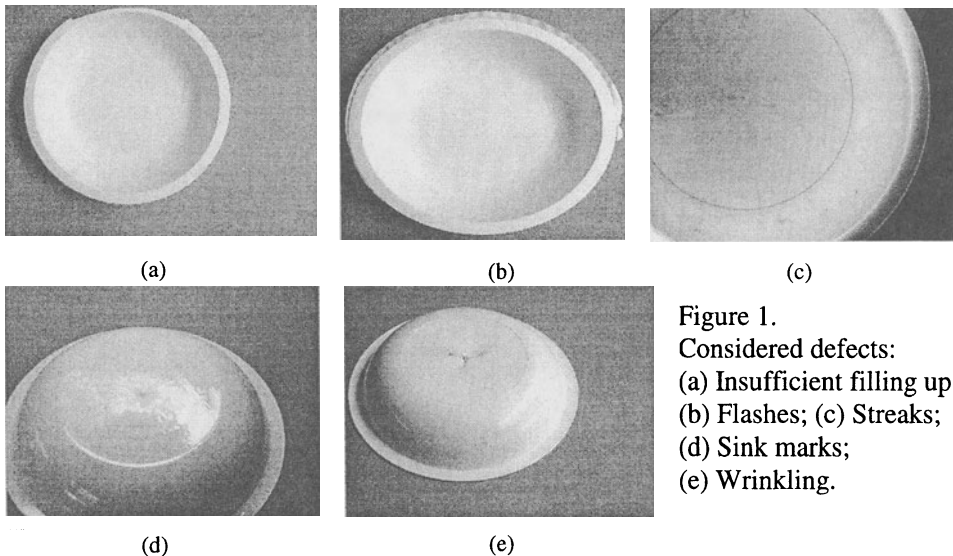 (a)
(b)
(c)
(d)
(e)
Figure 1.
Considered defects:
(a) Insufficient filling up
(b) Flashes; (c) Streaks;
(d) Sink marks;
(e) Wrinkling.